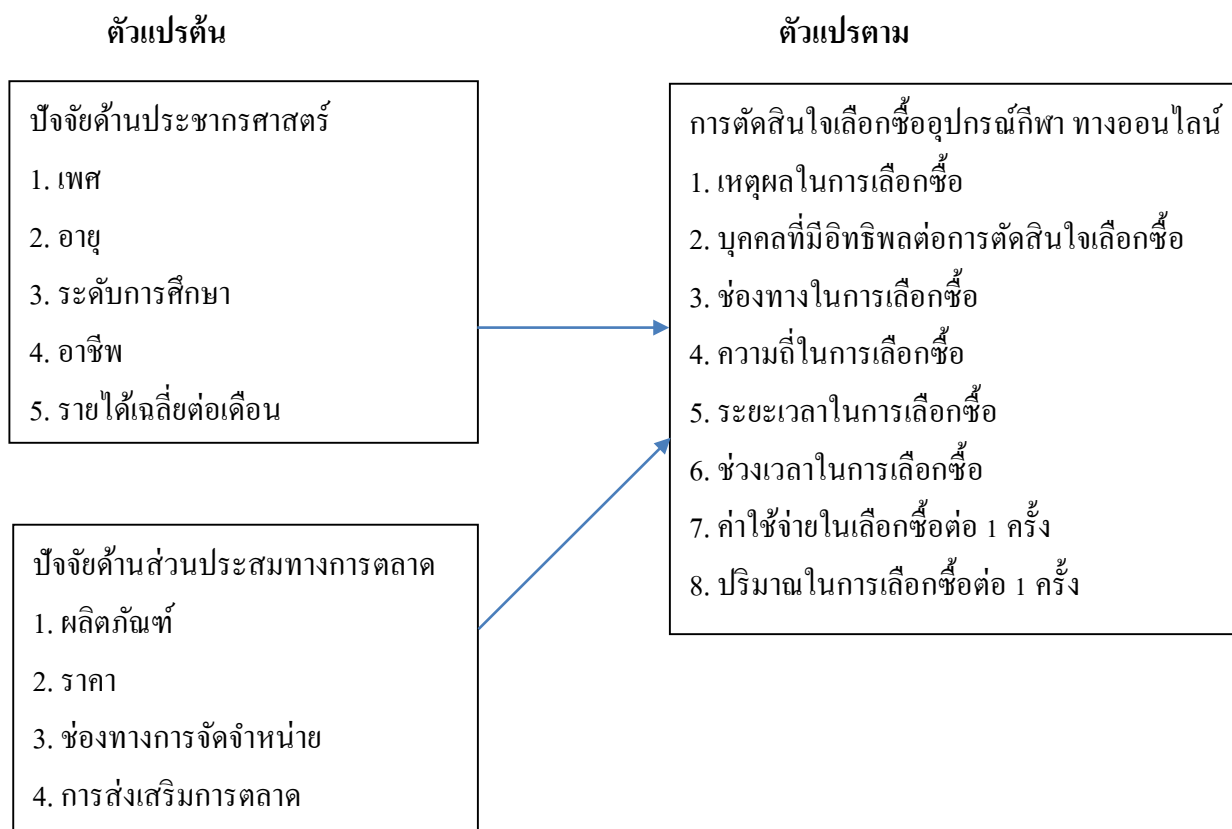 ตัวแปรต้น
ตัวแปรตาม
ปัจจัยด้านประชากรศาสตร์
1. เพศ
2. อายุ
3. ระดับการศึกษา
4. อาชีพ
5. รายได้เฉลี่ยต่อเดือน
ปัจจัยด้านส่วนประสมทางการตลาด
1. ผลิตภัณฑ์
2. ราคา
3. ช่องทางการจัดจำหน่าย
4. การส่งเสริมการตลาด
การตัดสินใจเลือกซื้ออุปกรณ์กีฬา ทางออนไลน์
1. เหตุผลในการเลือกซื้อ
2. บุคคลที่มีอิทธิพลต่อการตัดสินใจเลือกซื้อ
3. ช่องทางในการเลือกซื้อ
4. ความถี่ในการเลือกซื้อ
5. ระยะเวลาในการเลือกซื้อ
6. ช่วงเวลาในการเลือกซื้อ
7. ค่าใช้จ่ายในเลือกซื้อต่อ 1 ครั้ง
8. ปริมาณในการเลือกซื้อต่อ 1 ครั้ง